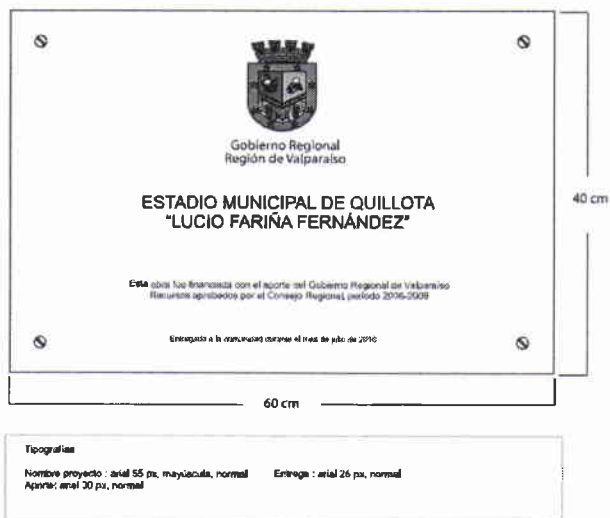 Gobierno Regional
Región de Valparaíso
ESTADIO MUNICIPAL DE QUILLOTA
"LUCIO FARIÑA FERNÁNDEZ"
40 cm
Esta obra fue financiada con el aporte del Gobierno Regional de Valparaíso
Recursos aprobados por el Consejo Regional, período 2006-2009
Entregada a la comunidad durante el mes de julio de 2010
60 cm
Tipografías
Nombre proyecto : arial 55 px, mayúscula, normal Entrega : arial 26 px, normal
Aporte: arial 30 px, normal